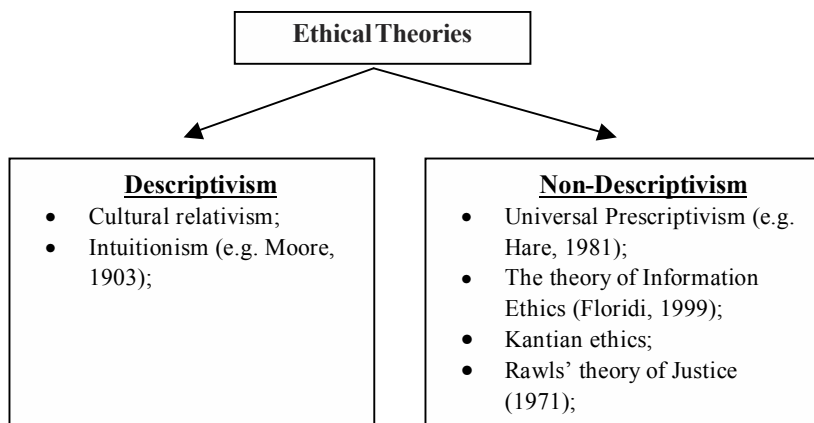 Ethical Theories
Descriptivism
• Cultural relativism;
• Intuitionism (e.g. Moore,
1903);
Non-Descriptivism
• Universal Prescriptivism (e.g.
Hare, 1981);
• The theory of Information
Ethics (Floridi, 1999);
• Kantian ethics;
• Rawls’ theory of Justice
(1971);